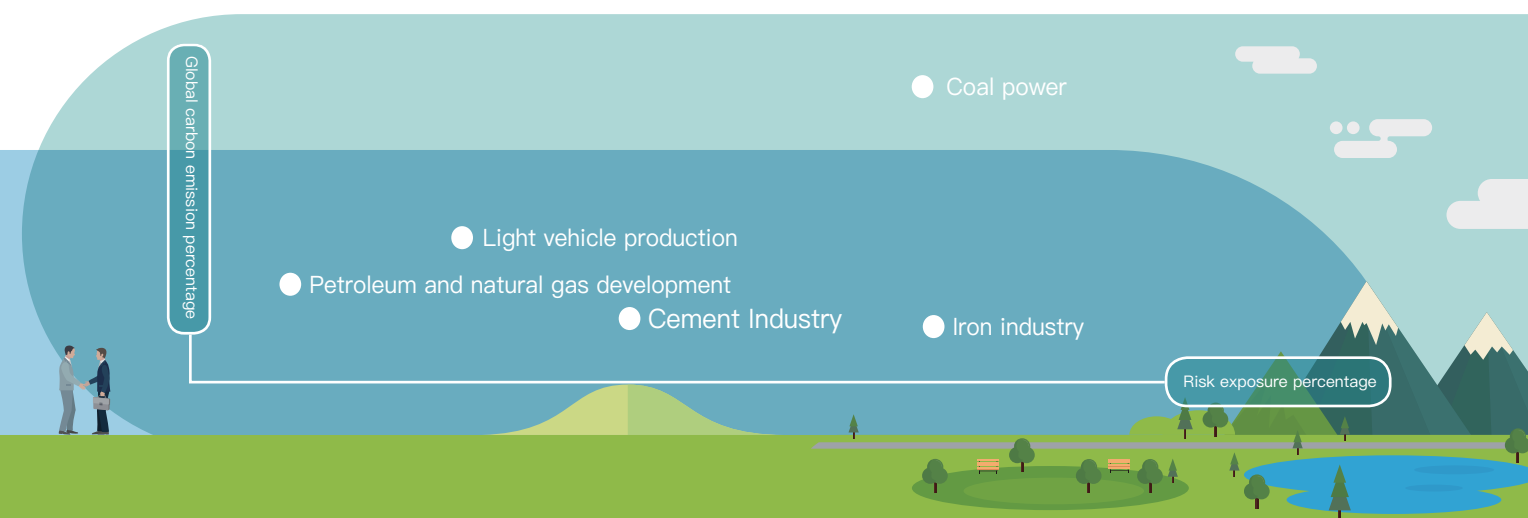 Global carbon emission percentage
Coal power
Light vehicle production
Petroleum and natural gas development
Cement Industry
Iron industry
Risk exposure percentage